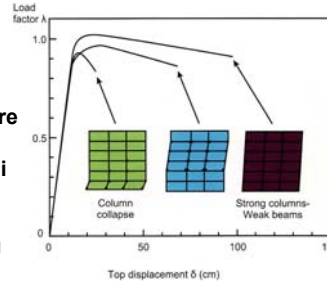 Load
factor λ
1.0
0.5
0
re
i
Column
collapse
Strong columns-
Weak beams
0
50
100
Top displacement δ (cm)